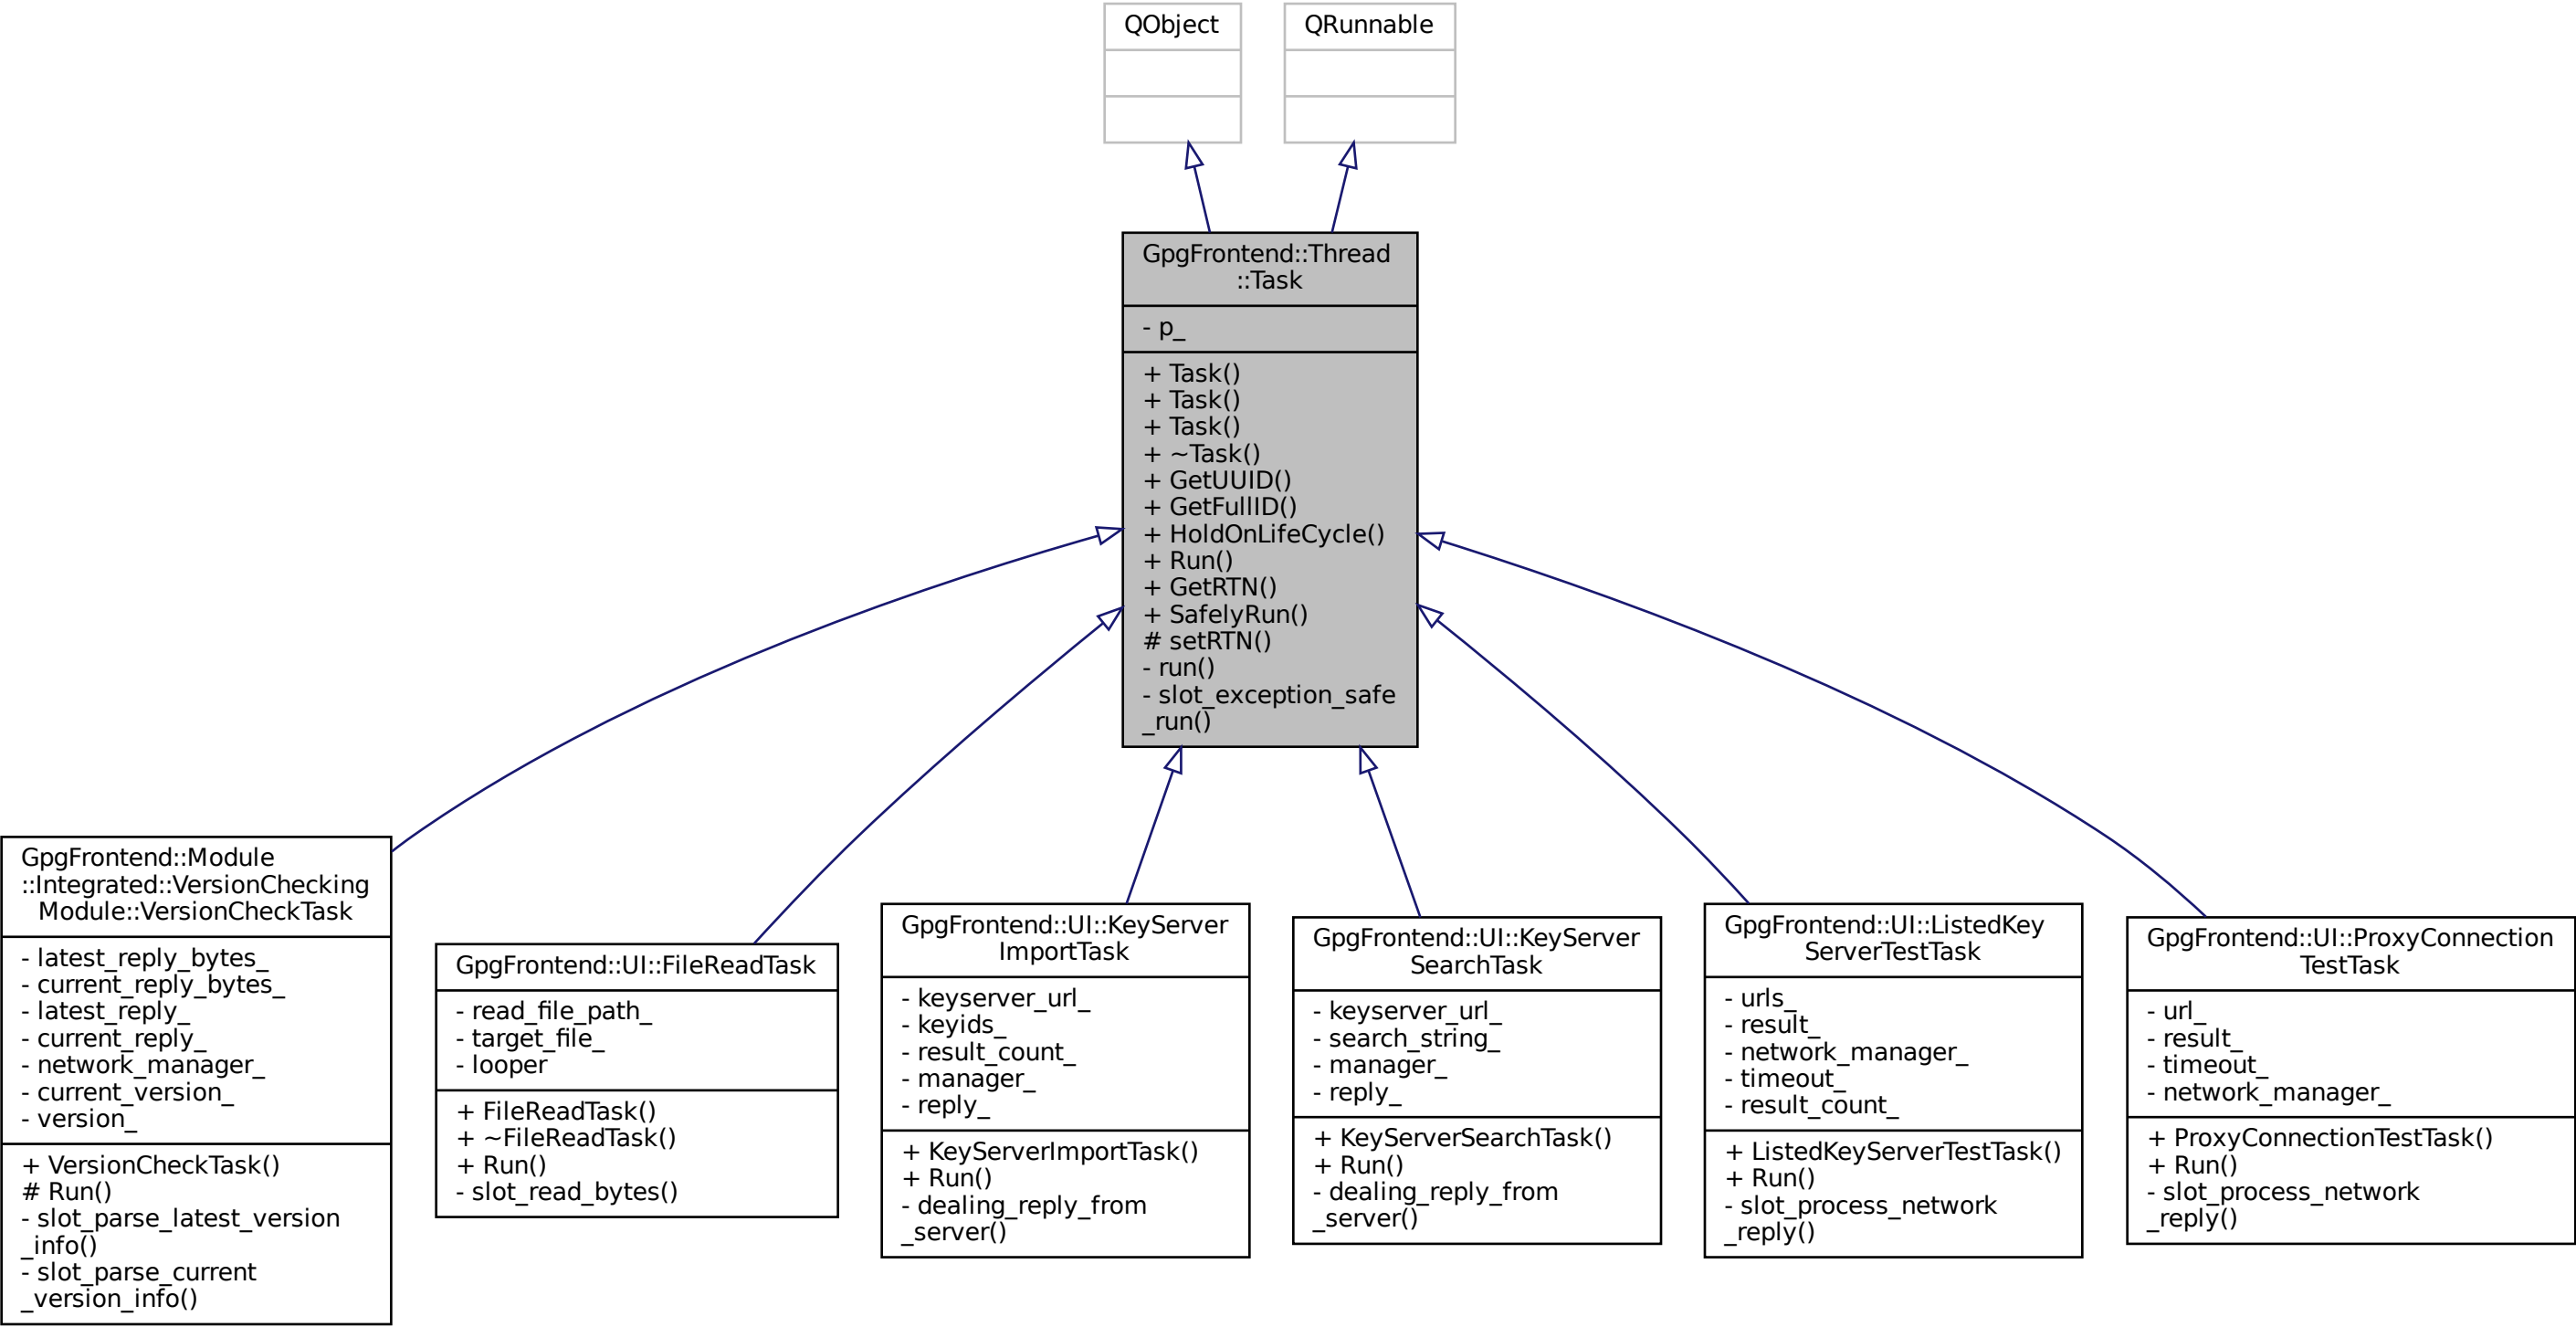 QObject
QRunnable
GpgFrontend::Thread
::Task
- p_
+ Task()
+ Task()
+ Task()
+ ~Task()
+ GetUUID()
+ GetFullID()
+ HoldOnLifeCycle()
+ Run()
+ GetRTN()
+ SafelyRun()
# setRTN()
- run()
- slot_exception_safe
_run()
GpgFrontend::Module
::Integrated::VersionChecking
Module::VersionCheckTask
- latest_reply_bytes_
- current_reply_bytes_
- latest_reply_
- current_reply_
- network_manager_
- current_version_
- version_
+ VersionCheckTask()
# Run()
- slot_parse_latest_version
_info()
- slot_parse_current
_version_info()
GpgFrontend::UI::FileReadTask
- read_file_path_
- target_file_
- looper
+ FileReadTask()
+ ~FileReadTask()
+ Run()
- slot_read_bytes()
GpgFrontend::UI::KeyServer
ImportTask
- keyserver_url_
- keyids_
- result_count_
- manager_
- reply_
+ KeyServerImportTask()
+ Run()
- dealing_reply_from
_server()
GpgFrontend::UI::KeyServer
SearchTask
- keyserver_url_
- search_string_
- manager_
- reply_
+ KeyServerSearchTask()
+ Run()
- dealing_reply_from
_server()
GpgFrontend::UI::ListedKey
ServerTestTask
- urls_
- result_
- network_manager_
- timeout_
- result_count_
+ ListedKeyServerTestTask()
+ Run()
- slot_process_network
_reply()
GpgFrontend::UI::ProxyConnection
TestTask
- url_
- result_
- timeout_
- network_manager_
+ ProxyConnectionTestTask()
+ Run()
- slot_process_network
_reply()